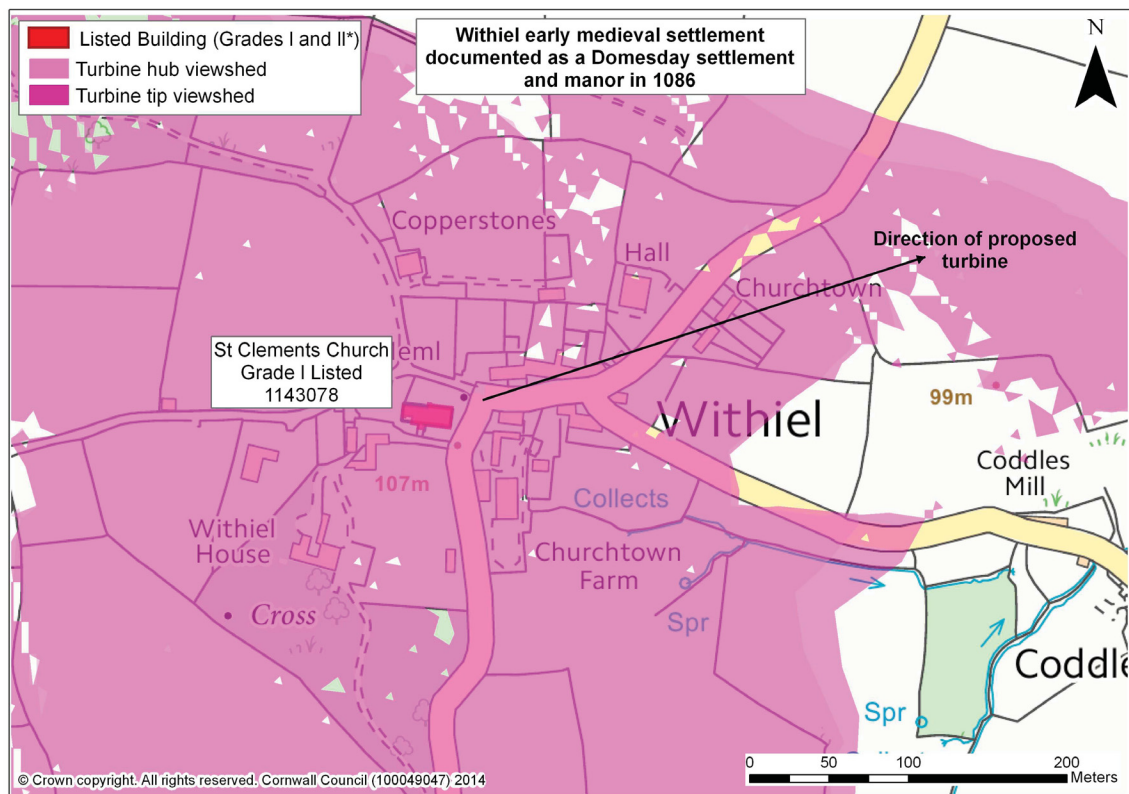 Listed Building (Grades I and II*)
Turbine hub viewshed
Turbine tip viewshed
Withiel early medieval settlement
documented as a Domesday settlement
and manor in 1086
N
Copperstones
Hall
Direction of proposed
turbine
Churchtown
St Clements Church
Grade I Listed
1143078
Withiel
99m
Coddles
Mill
107m
Collects
Withiel
House
Churchtown
Farm
Cross
Spr
Coddle
Spr
© Crown copyright. All rights reserved. Cornwall Council (100049047) 2014
0 50 100 200
Meters